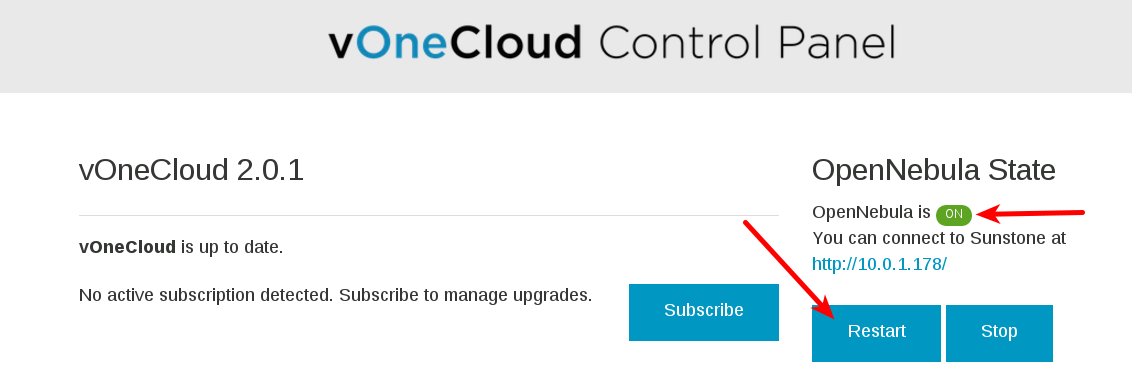 vOneCloud Control Panel
vOneCloud 2.0.1
vOneCloud is up to date.
No active subscription detected. Subscribe to manage upgrades.
Subscribe
OpenNebula State
OpenNebula is ON
You can connect to Sunstone at
http://10.0.1.178/
Restart
Stop